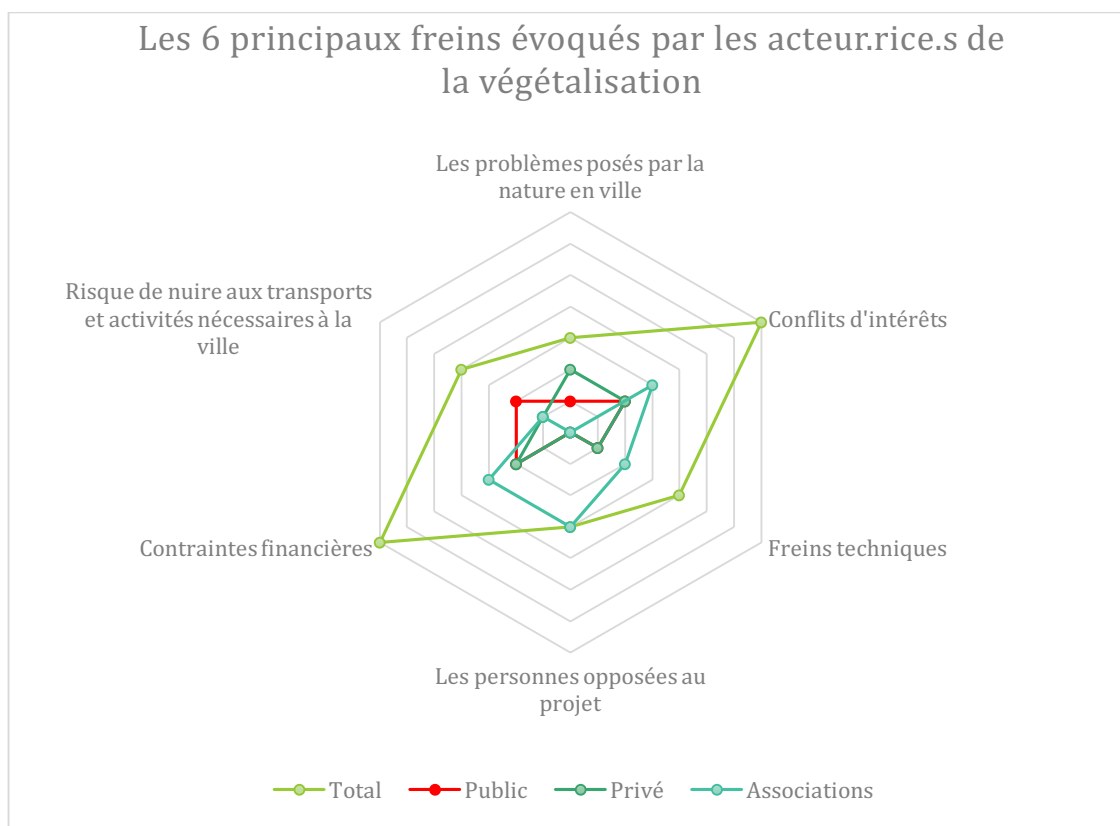 Les 6 principaux freins évoqués par les acteur.rice.s de
la végétalisation
Les problèmes posés par la
nature en ville
Risque de nuire aux transports
et activités nécessaires à la
ville
Conflits d'intérêts
Contraintes financières
Freins techniques
Les personnes opposées au
projet
Total Public Privé Associations